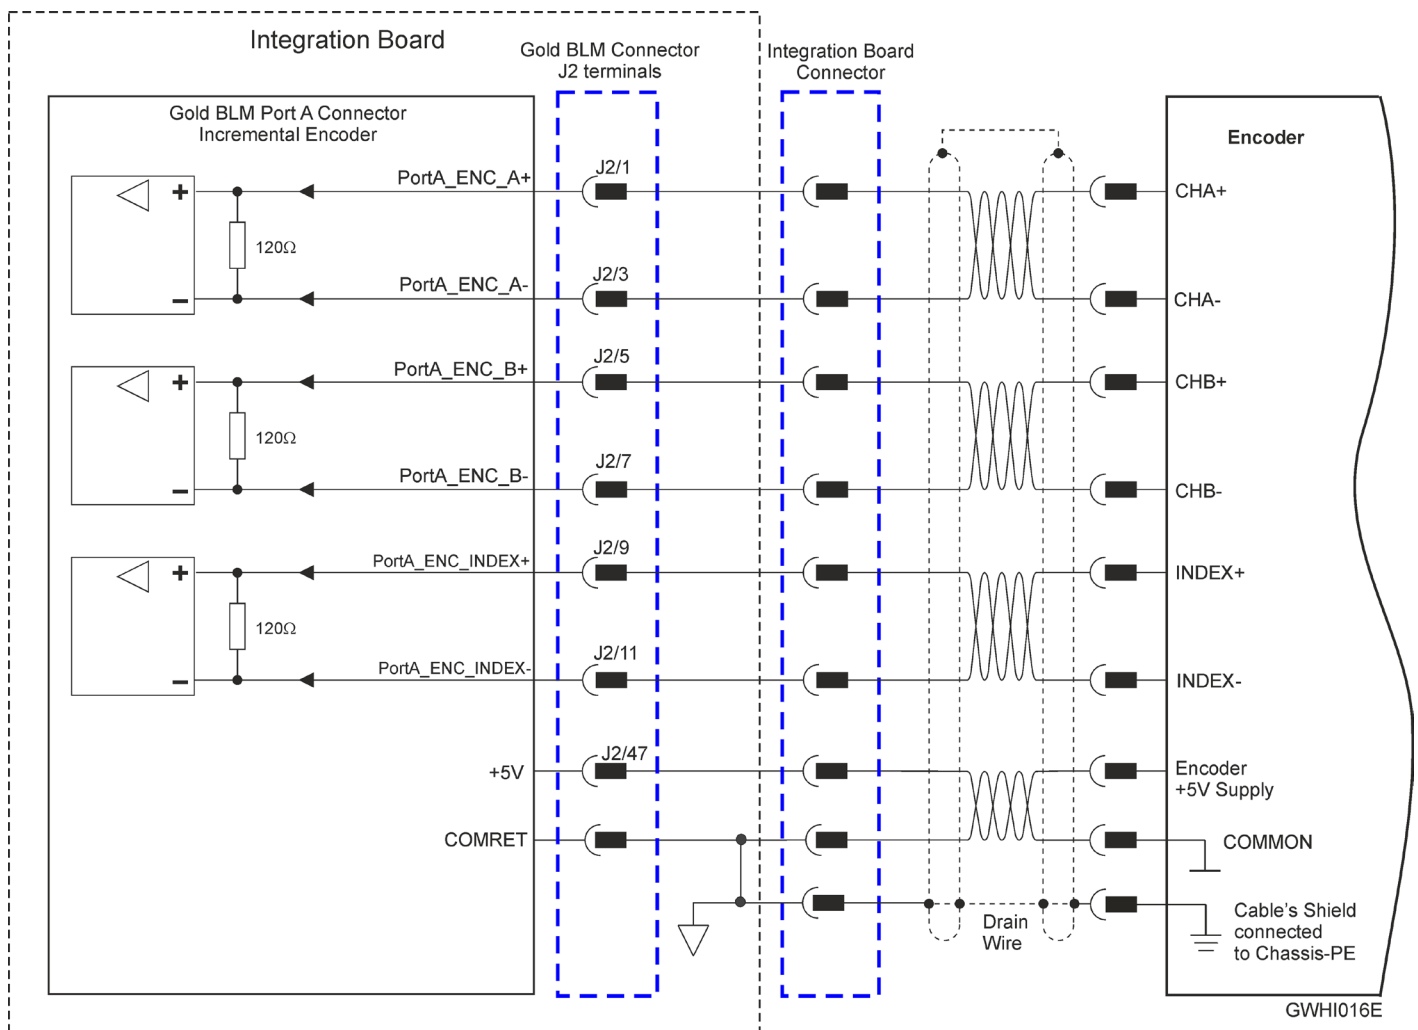 Integration Board
Gold BLM Connector
J2 terminals
Integration Board
Connector
Gold BLM Port A Connector
Incremental Encoder
Encoder
PortA_ENC_A+
J2/1
+
CHA+
120Ω
PortA_ENC_A-
J2/3
–
CHA-
PortA_ENC_B+
J2/5
+
CHB+
120Ω
PortA_ENC_B-
J2/7
–
CHB-
PortA_ENC_INDEX+
J2/9
+
INDEX+
120Ω
PortA_ENC_INDEX-
J2/11
–
INDEX-
+5V
J2/47
Encoder
+5V Supply
COMRET
COMMON
Drain
Wire
Cable's Shield
connected
to Chassis-PE
GWHI016E